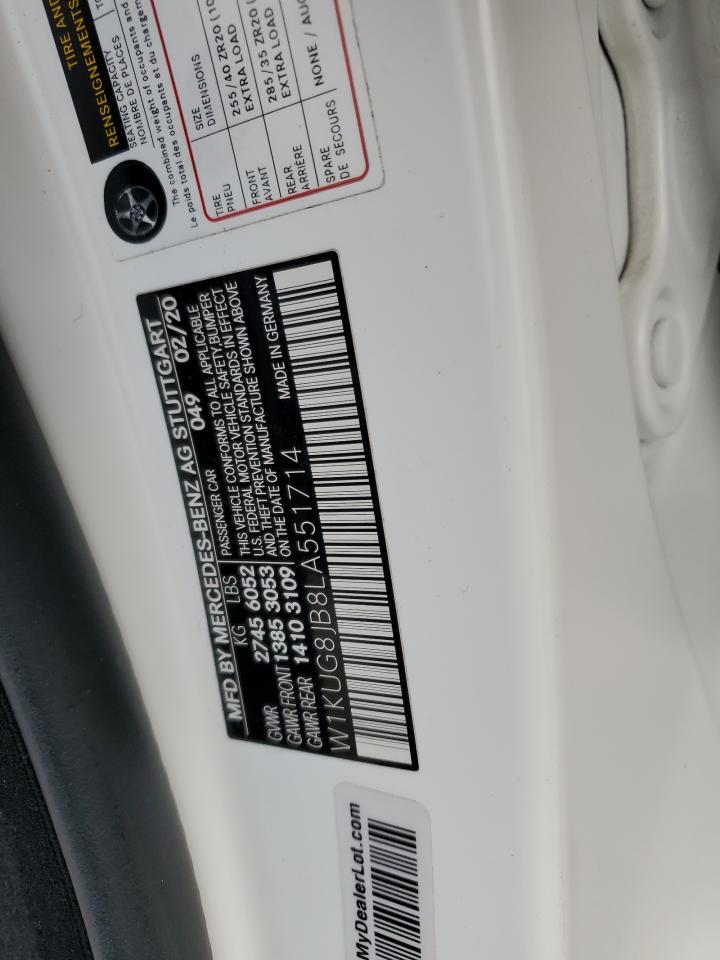 TIRE AND
RENSEIGNEMENTS
SEATING CAPACITY
NOMBRE DE PLACES
The combined weight of occupants and
Le poids total des occupants et du chargement
TIRE SIZE
PNEU DIMENSIONS
FRONT 255/40 ZR20 (10
AVANT EXTRA LOAD
REAR 285/35 ZR20 (
ARRIÈRE EXTRA LOAD
SPARE NONE / AUC
DE SECOURS
MFD BY MERCEDES-BENZ AG STUTTGART
KG LBS PASSENGER CAR 049 02/20
GVWR 2745 6052 THIS VEHICLE CONFORMS TO ALL APPLICABLE
U.S. FEDERAL MOTOR VEHICLE SAFETY, BUMPER
GAWR FRONT 1385 3053 AND THEFT PREVENTION STANDARDS IN EFFECT
GAWR REAR 1410 3109 ON THE DATE OF MANUFACTURE SHOWN ABOVE
W1KUG8JB8LA551714 MADE IN GERMANY
MyDealerLot.com